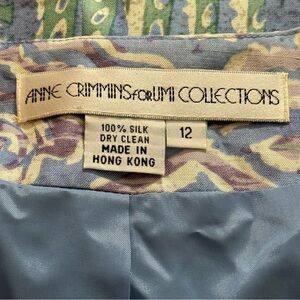 ANNE CRIMMINS FOR UMI COLLECTIONS
100% SILK
DRY CLEAN
MADE IN
HONG KONG
12